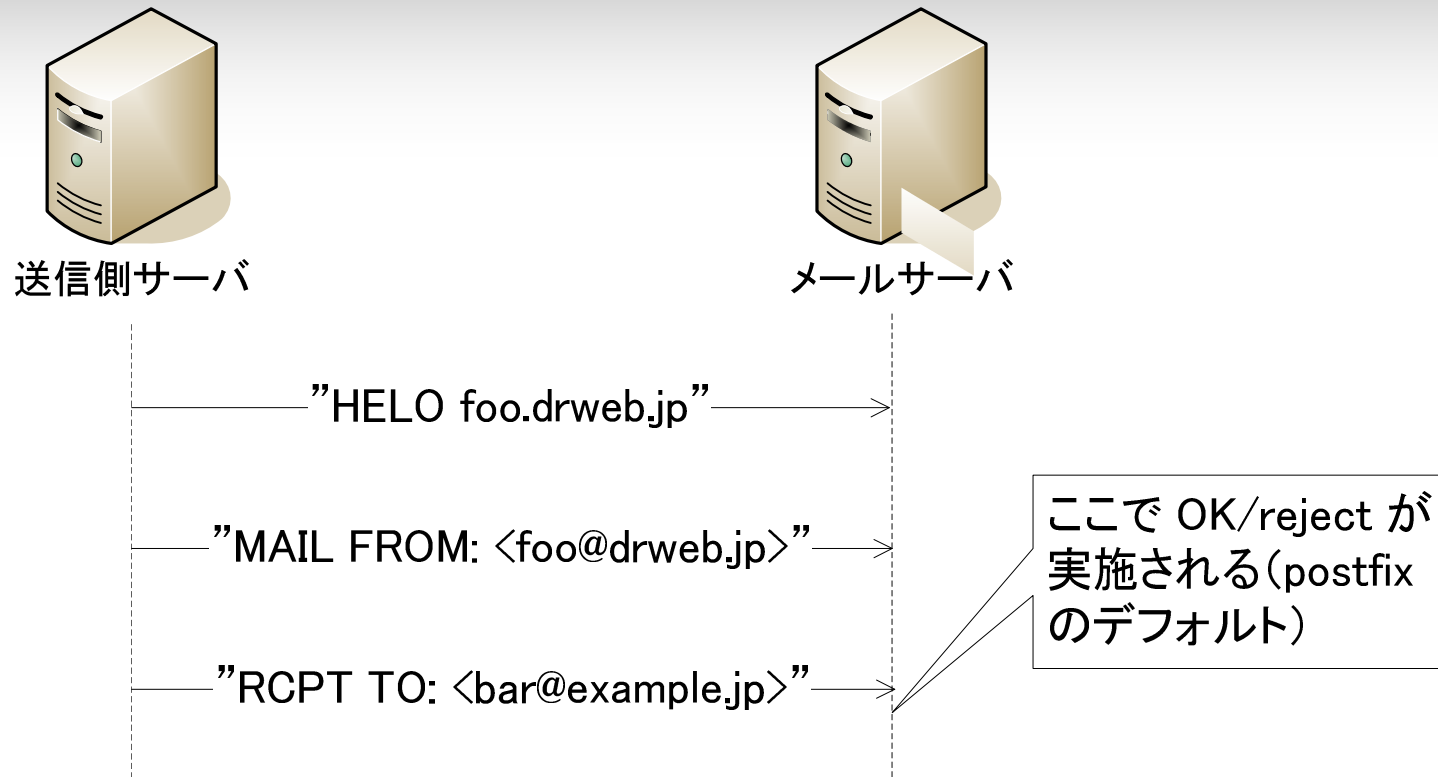 送信側サーバ
メールサーバ
”HELO foo.drweb.jp”
”MAIL FROM: <foo@drweb.jp>”
ここで OK/reject が
実施される(postfix
のデフォルト)
”RCPT TO: <bar@example.jp>”